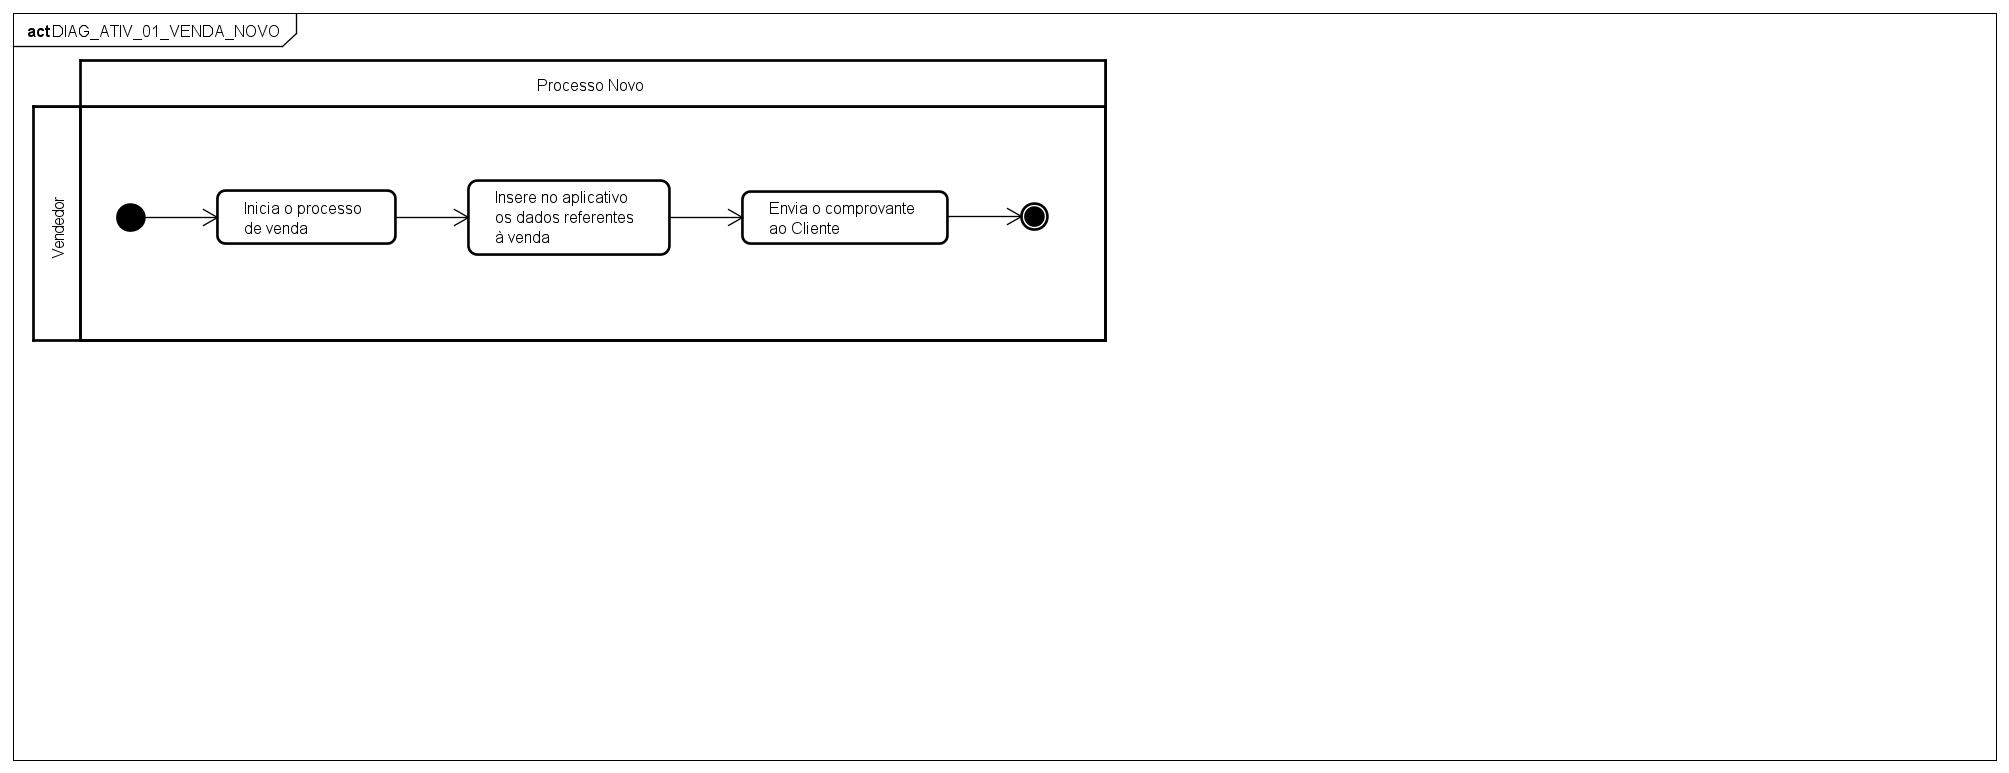 act DIAG_ATIV_01_VENDA_NOVO
Processo Novo
Vendedor
Inicia o processo
de venda
Insere no aplicativo
os dados referentes
à venda
Envia o comprovante
ao Cliente